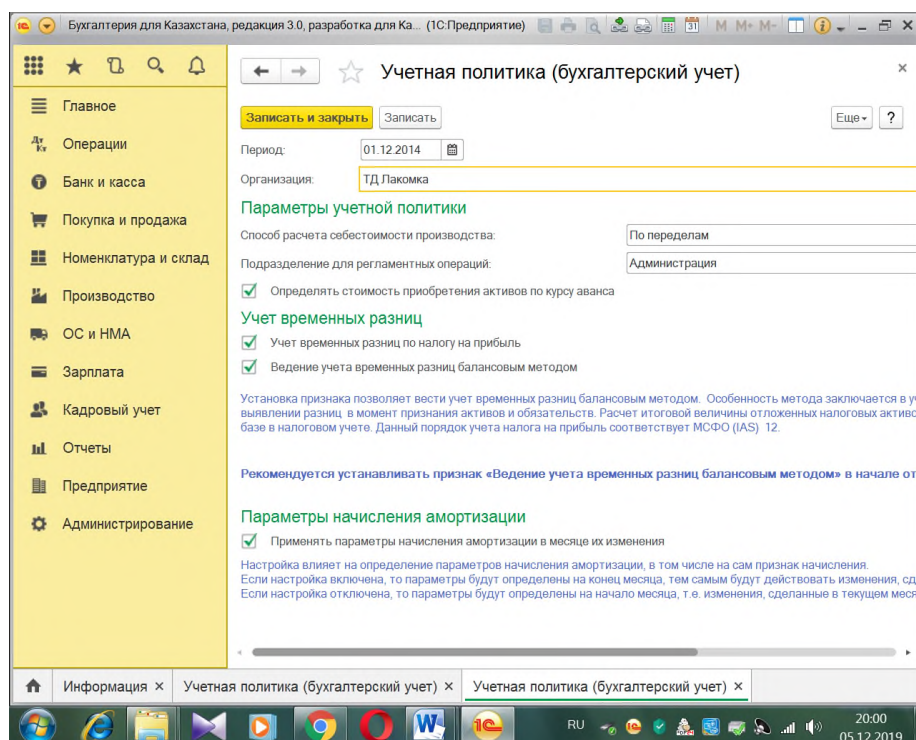 Бухгалтерия для Казахстана, редакция 3.0, разработка для Ка... (1С:Предприятие) M M+ M-
Учетная политика (бухгалтерский учет)
Главное
Операции
Банк и касса
Покупка и продажа
Номенклатура и склад
Производство
ОС и НМА
Зарплата
Кадровый учет
Отчеты
Предприятие
Администрирование
Записать и закрыть Записать Еще ?
Период: 01.12.2014
Организация: ТД Лакомка
Параметры учетной политики
Способ расчета себестоимости производства: По переделам
Подразделение для регламентных операций: Администрация
Определять стоимость приобретения активов по курсу аванса
Учет временных разниц
Учет временных разниц по налогу на прибыль
Ведение учета временных разниц балансовым методом
Установка признака позволяет вести учет временных разниц балансовым методом. Особенность метода заключается в у
выявлении разниц в момент признания активов и обязательств. Расчет итоговой величины отложенных налоговых активо
базе в налоговом учете. Данный порядок учета налога на прибыль соответствует МСФО (IAS) 12.
Рекомендуется устанавливать признак «Ведение учета временных разниц балансовым методом» в начале от
Параметры начисления амортизации
Применять параметры начисления амортизации в месяце их изменения
Настройка влияет на определение параметров начисления амортизации, в том числе на сам признак начисления.
Если настройка включена, то параметры будут определены на конец месяца, тем самым будут действовать изменения, сд
Если настройка отключена, то параметры будут определены на начало месяца, т.е. изменения, сделанные в текущем меся
Информация × Учетная политика (бухгалтерский учет) × Учетная политика (бухгалтерский учет) ×
RU 20:00
05.12.2019